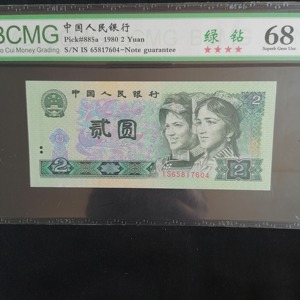 BCMG
中国人民银行
Pick#885a 1980 2 Yuan
S/N IS 65817604-Note guarantee
o Cui Money Grading
绿钻
★★★★
68
Superb Gem Unc
中国人民银行
贰圆
2
2
IS65817604